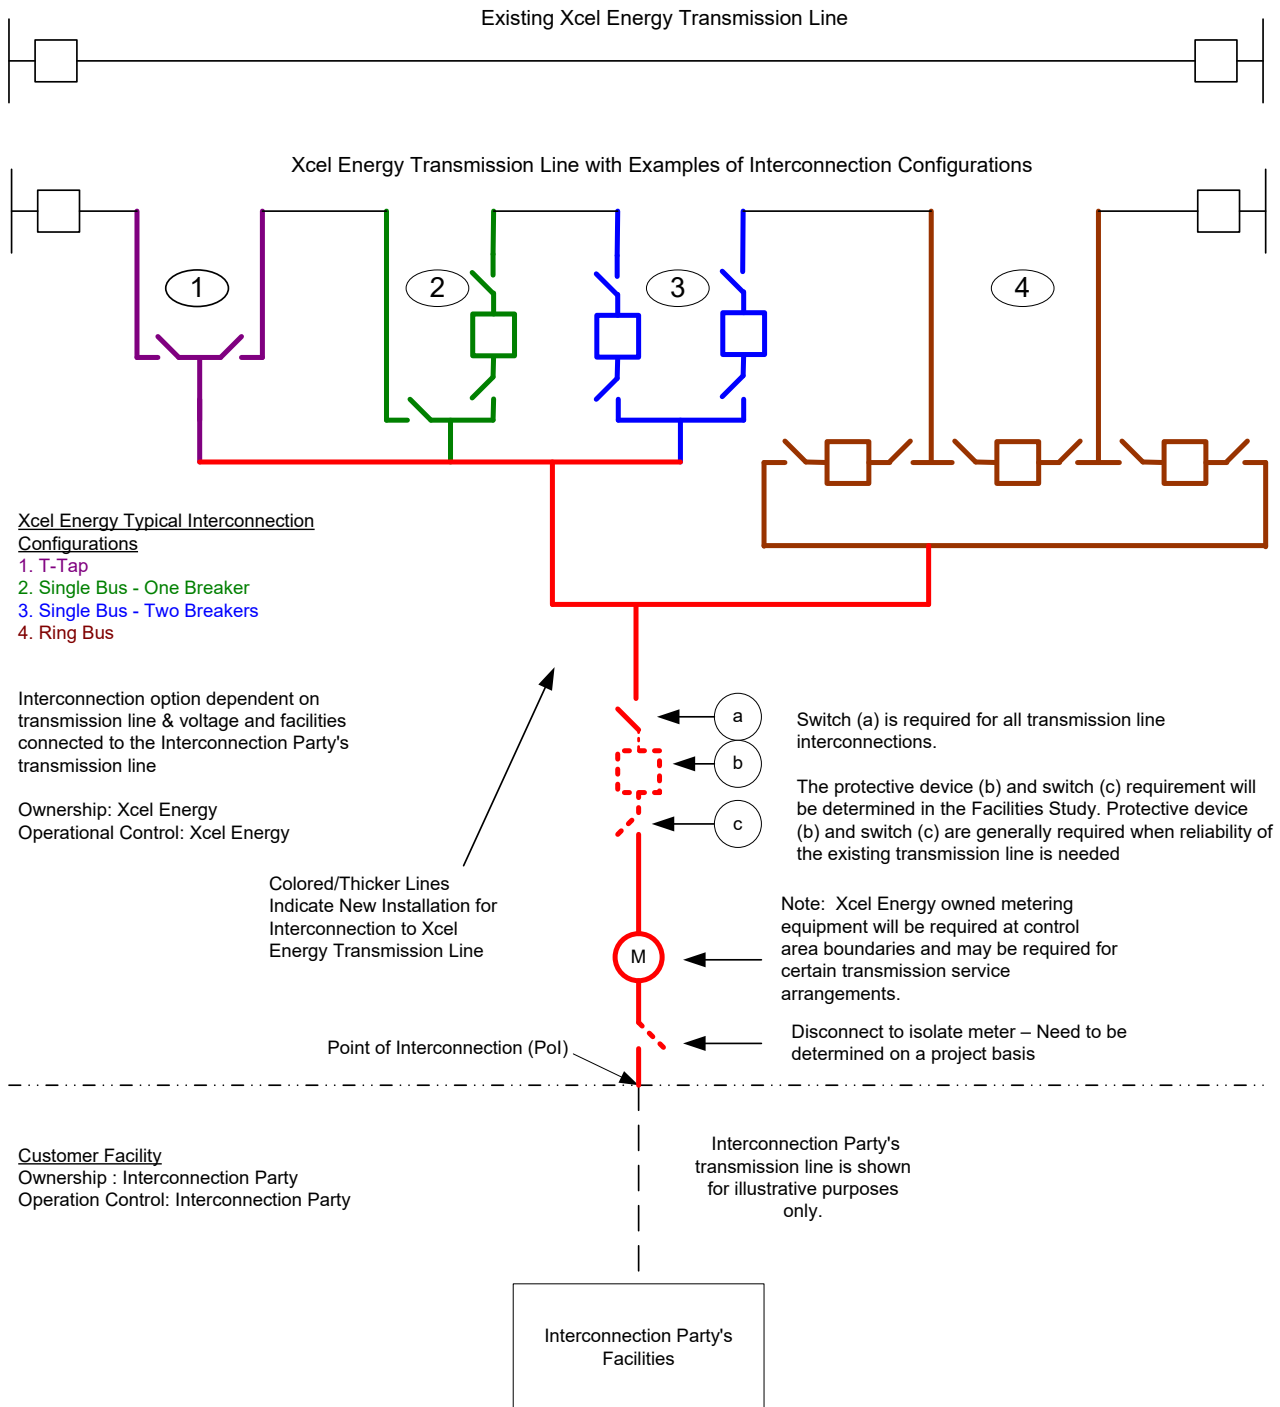 Existing Xcel Energy Transmission Line
Xcel Energy Transmission Line with Examples of Interconnection Configurations
1
2
3
4
Xcel Energy Typical Interconnection
Configurations
1. T-Tap
2. Single Bus - One Breaker
3. Single Bus - Two Breakers
4. Ring Bus
Interconnection option dependent on
transmission line & voltage and facilities
connected to the Interconnection Party's
transmission line
Ownership: Xcel Energy
Operational Control: Xcel Energy
a
b
c
Switch (a) is required for all transmission line
interconnections.
The protective device (b) and switch (c) requirement will
be determined in the Facilities Study. Protective device
(b) and switch (c) are generally required when reliability of
the existing transmission line is needed
Colored/Thicker Lines
Indicate New Installation for
Interconnection to Xcel
Energy Transmission Line
M
Note:  Xcel Energy owned metering
equipment will be required at control
area boundaries and may be required for
certain transmission service
arrangements.
Disconnect to isolate meter – Need to be
determined on a project basis
Point of Interconnection (PoI)
Customer Facility
Ownership : Interconnection Party
Operation Control: Interconnection Party
Interconnection Party's
transmission line is shown
for illustrative purposes
only.
Interconnection Party's
Facilities